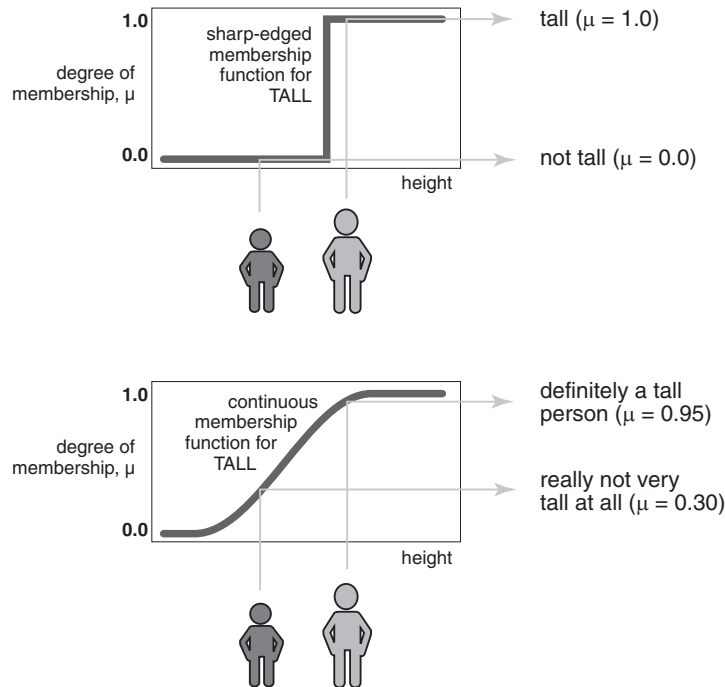 1.0
sharp-edged
membership
function for
TALL
degree of
membership, μ
0.0
height
tall (μ = 1.0)
not tall (μ = 0.0)
1.0
continuous
membership
function for
TALL
degree of
membership, μ
0.0
height
definitely a tall
person (μ = 0.95)
really not very
tall at all (μ = 0.30)